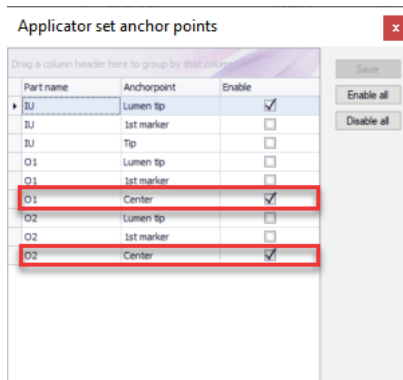 Applicator set anchor points
x
Drag a column header here to group by that column
Save
Part name Anchorpoint Enable
Enable all
IU Lumen tip
Disable all
IU 1st marker
IU Tip
O1 Lumen tip
O1 1st marker
O1 Center
O2 Lumen tip
O2 1st marker
O2 Center